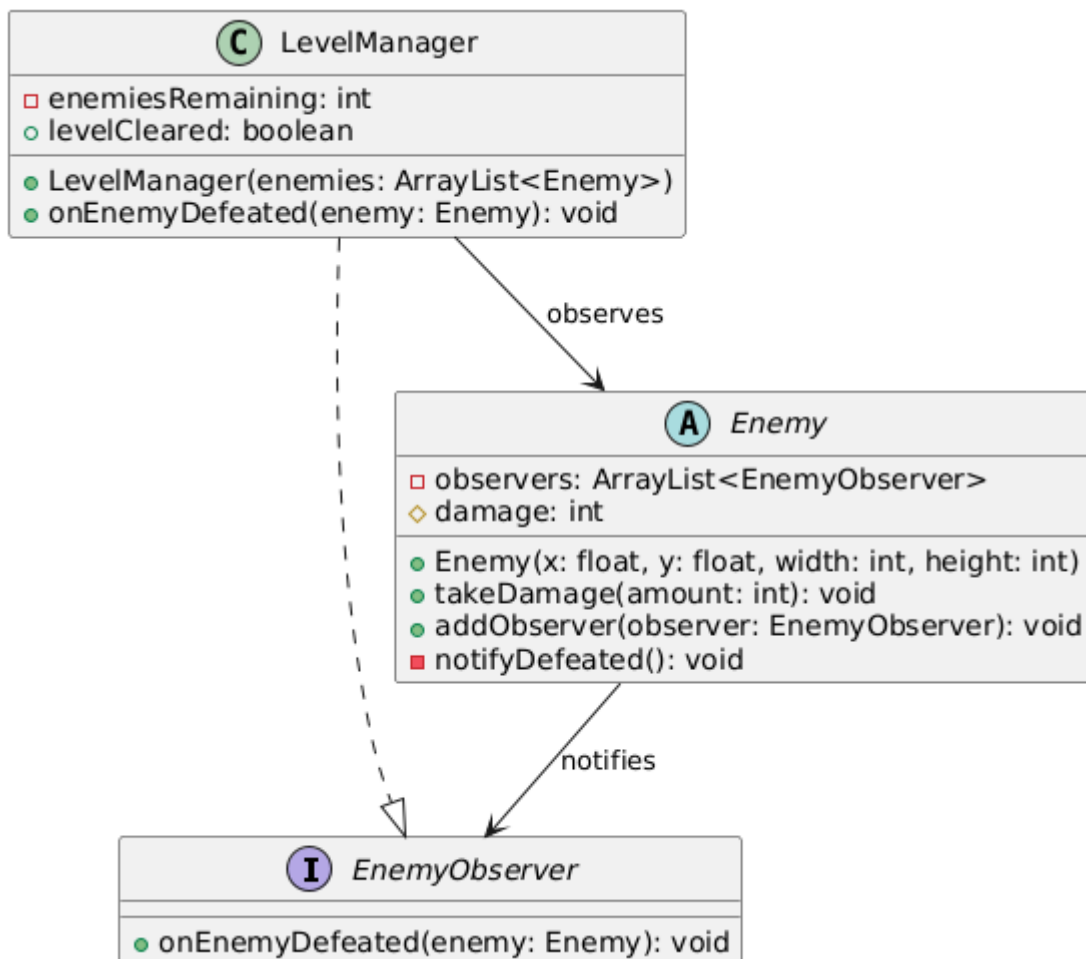 C LevelManager
enemiesRemaining: int
levelCleared: boolean
LevelManager(enemies: ArrayList<Enemy>)
onEnemyDefeated(enemy: Enemy): void
observes
A Enemy
observers: ArrayList<EnemyObserver>
damage: int
Enemy(x: float, y: float, width: int, height: int)
takeDamage(amount: int): void
addObserver(observer: EnemyObserver): void
notifyDefeated(): void
notifies
I EnemyObserver
onEnemyDefeated(enemy: Enemy): void